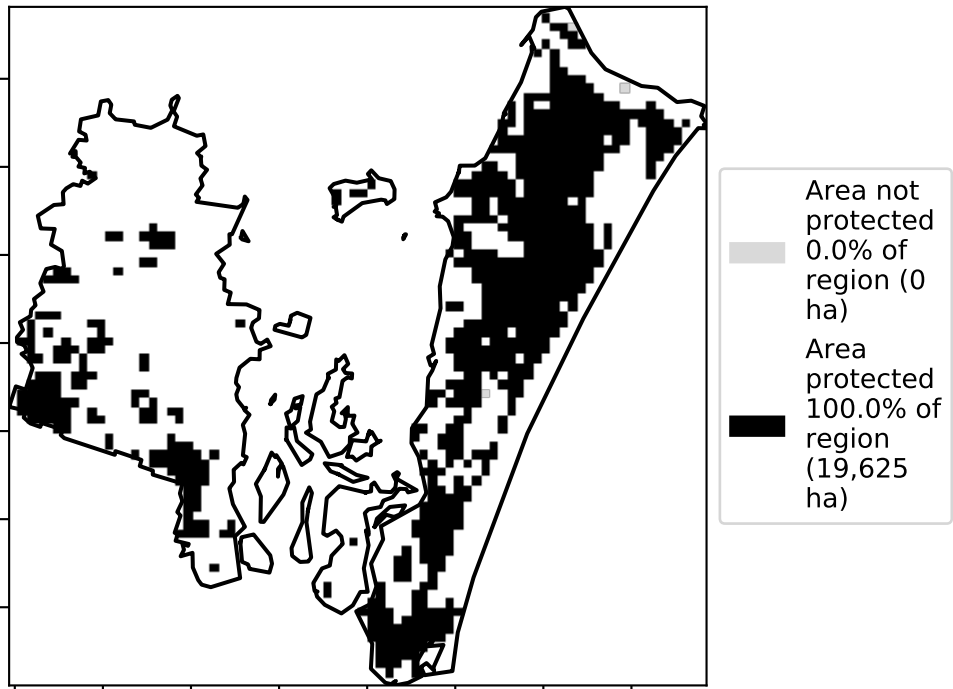 Area not
protected
0.0% of
region (0
ha)
Area
protected
100.0% of
region
(19,625
ha)